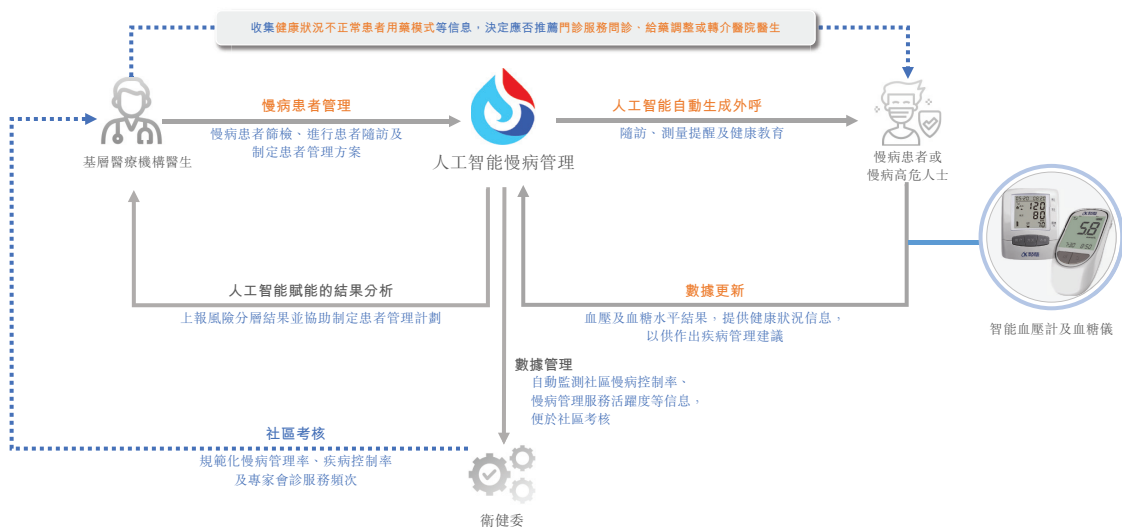 收集健康狀況不正常患者用藥模式等信息，決定應否推薦門診服務問診、給藥調整或轉介醫院醫生
慢病患者管理
慢病患者篩檢、進行患者隨訪及
制定患者管理方案
人工智能自動生成外呼
隨訪、測量提醒及健康教育
基層醫療機構醫生
人工智能慢病管理
慢病患者或
慢病高危人士
120
80
70
5.8
智能血壓計及血糖儀
人工智能賦能的結果分析
上報風險分層結果並協助制定患者管理計劃
數據更新
血壓及血糖水平結果，提供健康狀況信息，
以供作出疾病管理建議
數據管理
自動監測社區慢病控制率、
慢病管理服務活躍度等信息，
便於社區考核
社區考核
規範化慢病管理率、疾病控制率
及專家會診服務頻次
衛健委